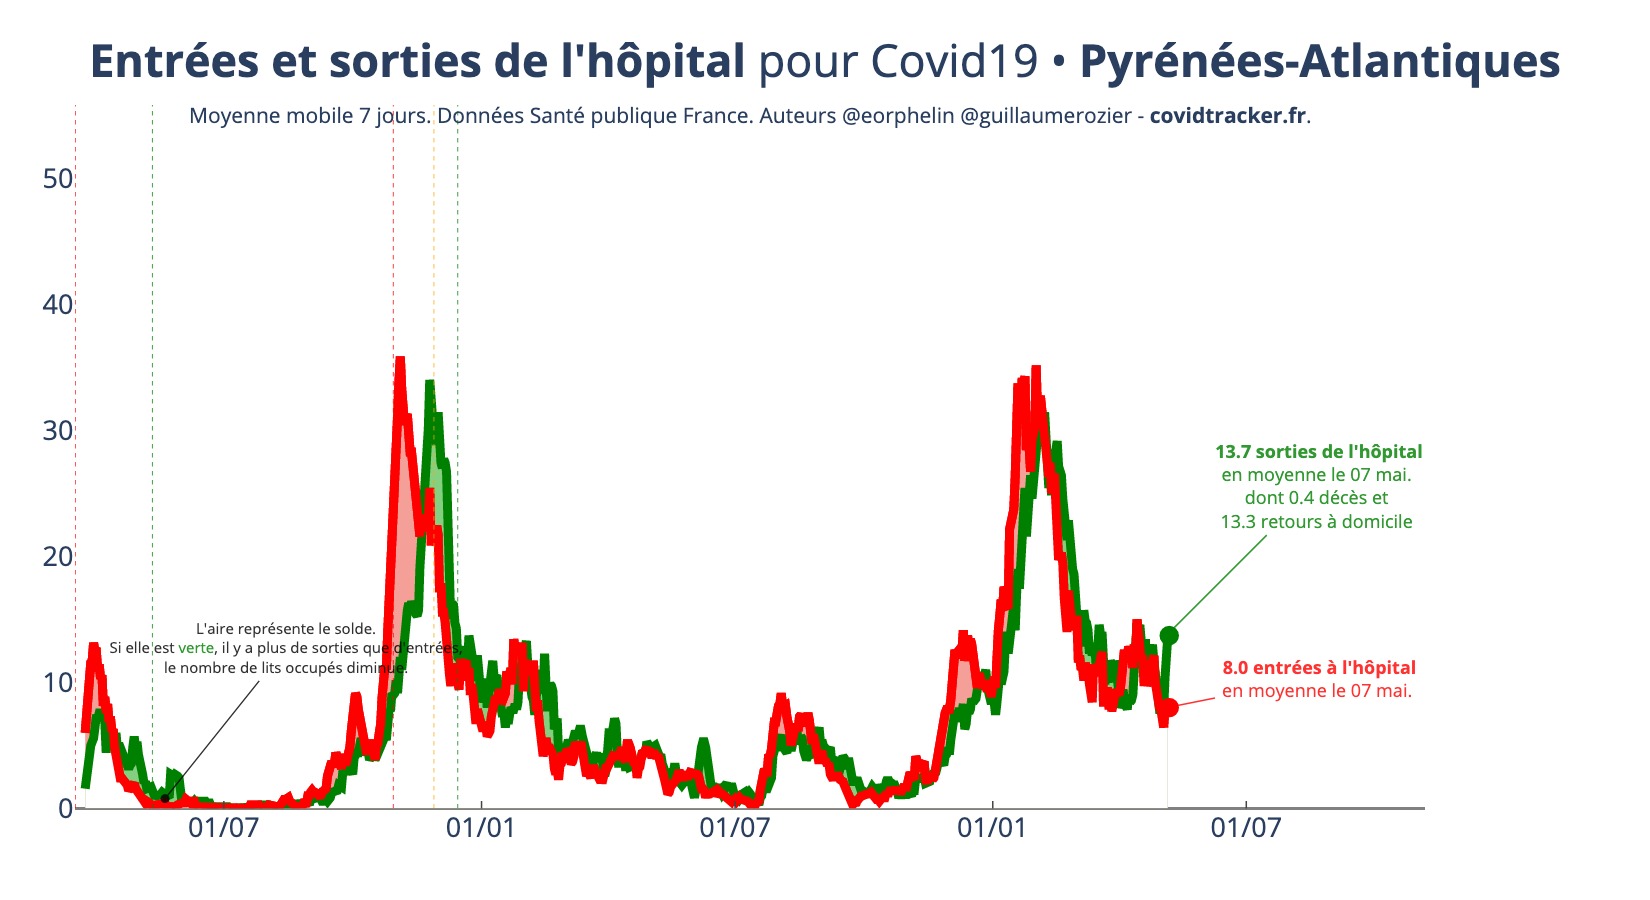 Entrées et sorties de l'hôpital pour Covid19 • Pyrénées-Atlantiques
Moyenne mobile 7 jours. Données Santé publique France. Auteurs @eorphelin @guillaumerozier - covidtracker.fr.
50
40
30
20
10
0
L'aire représente le solde.
Si elle est verte, il y a plus de sorties que d'entrées,
le nombre de lits occupés diminue.
13.7 sorties de l'hôpital
en moyenne le 07 mai.
dont 0.4 décès et
13.3 retours à domicile
8.0 entrées à l'hôpital
en moyenne le 07 mai.
01/07
01/01
01/07
01/01
01/07